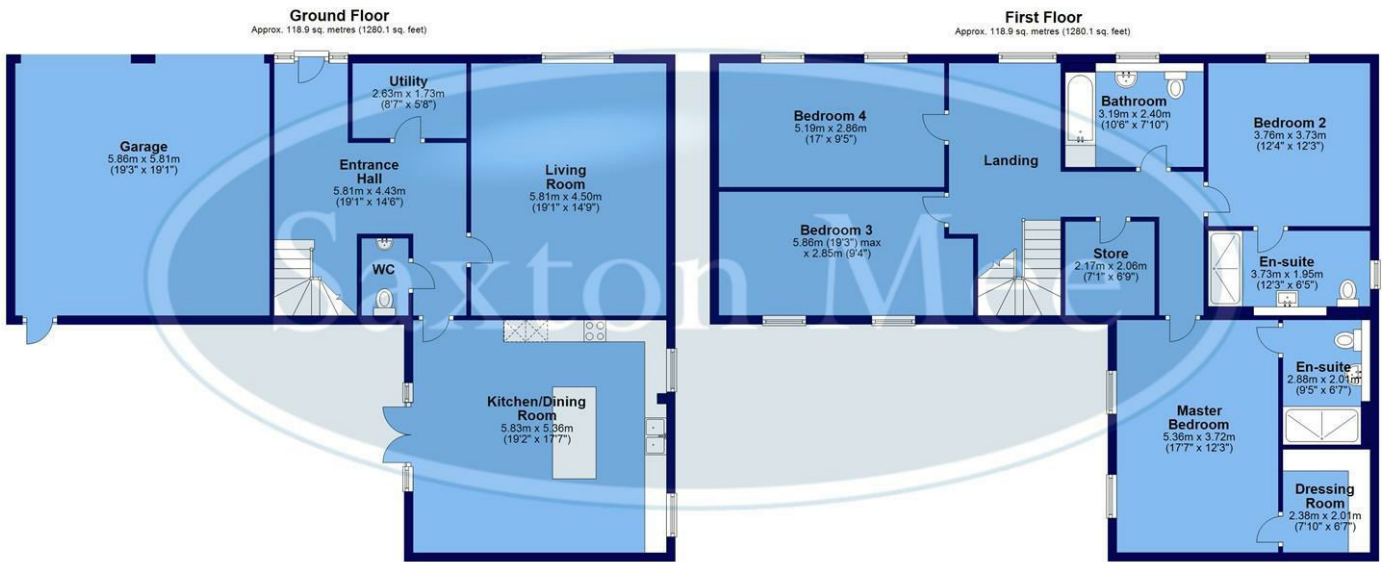 Ground Floor
Approx. 118.9 sq. metres (1280.1 sq. feet)
Garage
5.86m x 5.81m
(19'3" x 19'1")
Utility
2.63m x 1.73m
(8'7" x 5'8")
Entrance
Hall
5.81m x 4.43m
(19'1" x 14'6")
Living
Room
5.81m x 4.50m
(19'1" x 14'9")
WC
Kitchen/Dining
Room
5.83m x 5.36m
(19'2" x 17'7")
First Floor
Approx. 118.9 sq. metres (1280.1 sq. feet)
Bedroom 4
5.19m x 2.86m
(17' x 9'5")
Landing
Bathroom
3.19m x 2.40m
(10'6" x 7'10")
Bedroom 2
3.76m x 3.73m
(12'4" x 12'3")
Bedroom 3
5.86m (19'3") max
x 2.85m (9'4")
Store
2.17m x 2.06m
(7'1" x 6'9")
En-suite
3.73m x 1.95m
(12'3" x 6'5")
Master
Bedroom
5.36m x 3.72m
(17'7" x 12'3")
En-suite
2.88m x 2.01m
(9'5" x 6'7")
Dressing
Room
2.38m x 2.01m
(7'10" x 6'7")
Saxton Mee